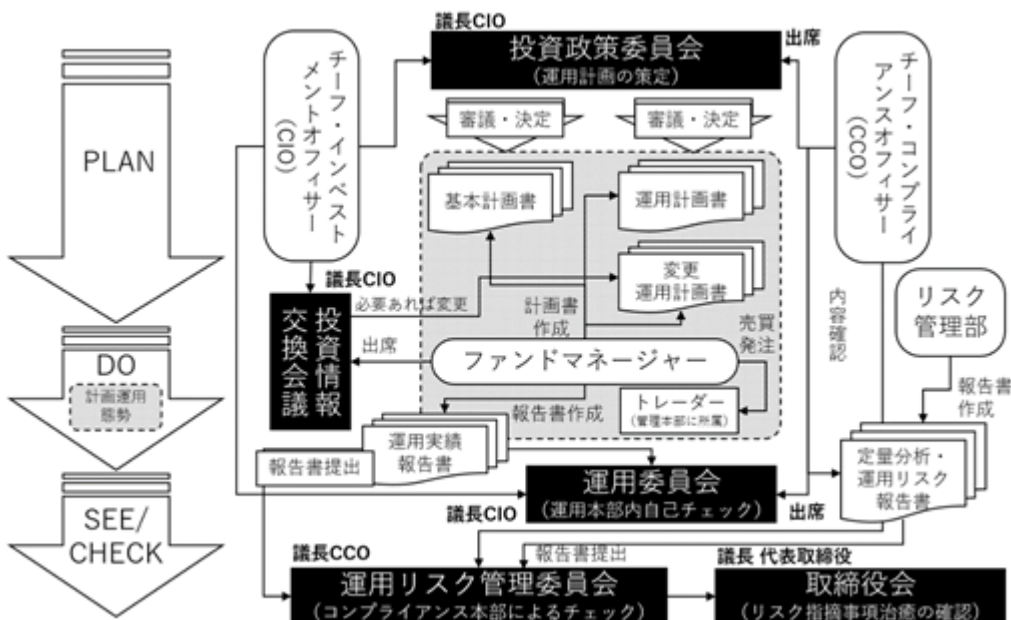 議長CIO
投資政策委員会
(運用計画の策定)
出席
チーフ・インベスト
メントオフィサー
(CIO)
チーフ・コンプライ
アンスオフィサー
(CCO)
PLAN
審議・決定
審議・決定
基本計画書
運用計画書
変更
運用計画書
議長CIO
必要あれば変更
投資情報
交換会議
計画書
作成
売買
発注
内容確認
リスク
管理部
DO
計画運用
態勢
出席
ファンドマネージャー
報告書作成
トレーダー
(管理本部に所属)
報告書
作成
運用実績
報告書
報告書提出
定量分析・
運用リスク
報告書
SEE/
CHECK
運用委員会
(運用本部内自己チェック)
議長CIO
出席
議長CCO
報告書提出
議長 代表取締役
運用リスク管理委員会
(コンプライアンス本部によるチェック)
取締役会
(リスク指摘事項治癒の確認)